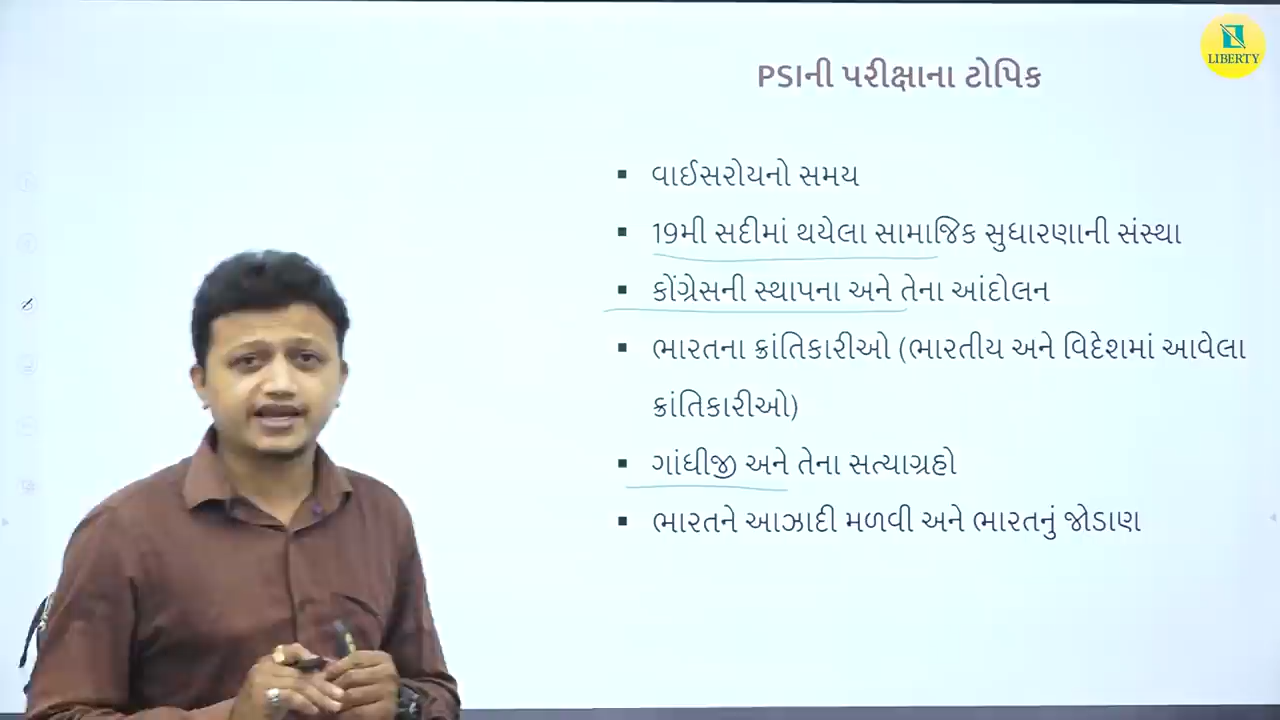 LIBERTY
PSIની પરીક્ષાના ટોપિક
▪ વાઈસરોયનો સમય
▪ 19મી સદીમાં થયેલા સામાજિક સુધારણાની સંસ્થા
▪ કોંગ્રેસની સ્થાપના અને તેના આંદોલન
▪ ભારતના ક્રાંતિકારીઓ (ભારતીય અને વિદેશમાં આવેલા
ક્રાંતિકારીઓ)
▪ ગાંધીજી અને તેના સત્યાગ્રહો
▪ ભારતને આઝાદી મળવી અને ભારતનું જોડાણ